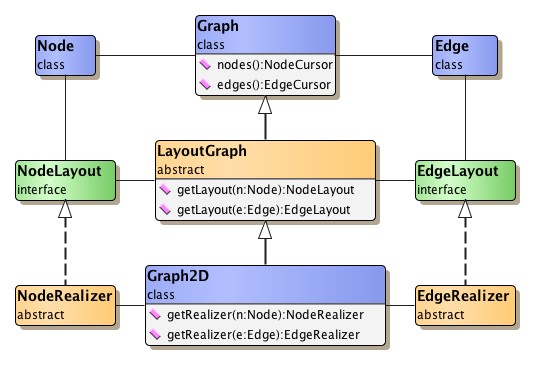 Node
class
Graph
class
nodes():NodeCursor
edges():EdgeCursor
Edge
class
NodeLayout
interface
LayoutGraph
abstract
getLayout(n:Node):NodeLayout
getLayout(e:Edge):EdgeLayout
EdgeLayout
interface
NodeRealizer
abstract
Graph2D
class
getRealizer(n:Node):NodeRealizer
getRealizer(e:Edge):EdgeRealizer
EdgeRealizer
abstract